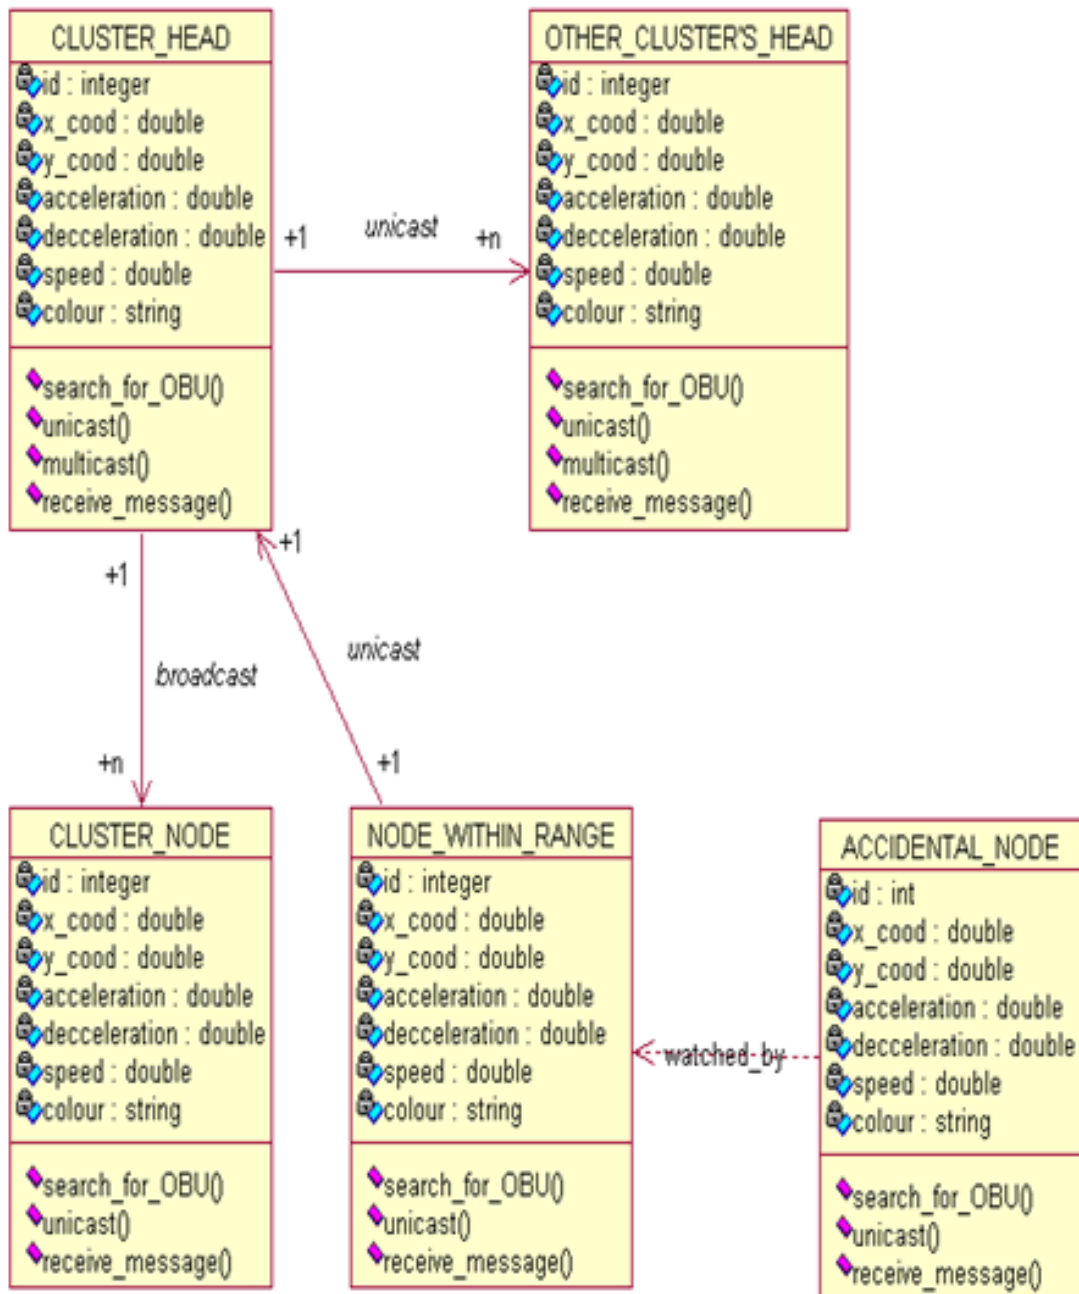 CLUSTER_HEAD
id : integer
x_cood : double
y_cood : double
acceleration : double
decceleration : double
speed : double
colour : string
search_for_OBU()
unicast()
multicast()
receive_message()
+1
unicast
+n
OTHER_CLUSTER'S_HEAD
id : integer
x_cood : double
y_cood : double
acceleration : double
decceleration : double
speed : double
colour : string
search_for_OBU()
unicast()
multicast()
receive_message()
+1
broadcast
+n
+1
unicast
+1
CLUSTER_NODE
id : integer
x_cood : double
y_cood : double
acceleration : double
decceleration : double
speed : double
colour : string
search_for_OBU()
unicast()
receive_message()
NODE_WITHIN_RANGE
id : integer
x_cood : double
y_cood : double
acceleration : double
decceleration : double
speed : double
colour : string
search_for_OBU()
unicast()
receive_message()
watched_by
ACCIDENTAL_NODE
id : int
x_cood : double
y_cood : double
acceleration : double
decceleration : double
speed : double
colour : string
search_for_OBU()
unicast()
receive_message()